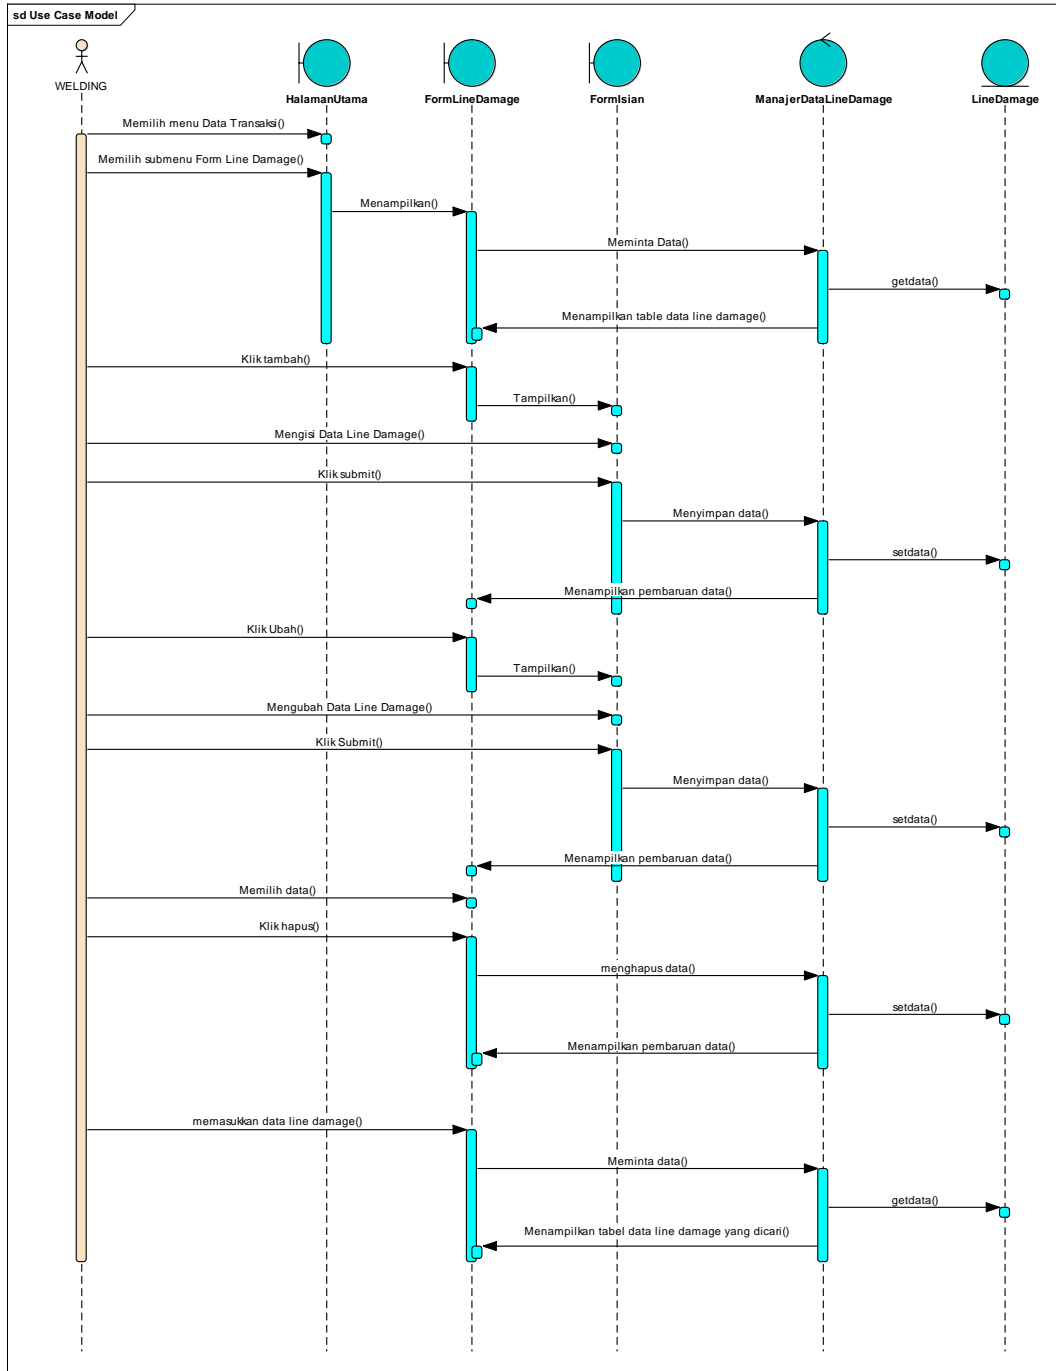 sd Use Case Model
WELDING
HalamanUtama
FormLineDamage
FormIsian
ManajerDataLineDamage
LineDamage
Memilih menu Data Transaksi()
Memilih submenu Form Line Damage()
Menampilkan()
Meminta Data()
getdata()
Menampilkan table data line damage()
Klik tambah()
Tampilkan()
Mengisi Data Line Damage()
Klik submit()
Menyimpan data()
setdata()
Menampilkan pembaruan data()
Klik Ubah()
Tampilkan()
Mengubah Data Line Damage()
Klik Submit()
Menyimpan data()
setdata()
Menampilkan pembaruan data()
Memilih data()
Klik hapus()
menghapus data()
setdata()
Menampilkan pembaruan data()
memasukkan data line damage()
Meminta data()
getdata()
Menampilkan tabel data line damage yang dicari()